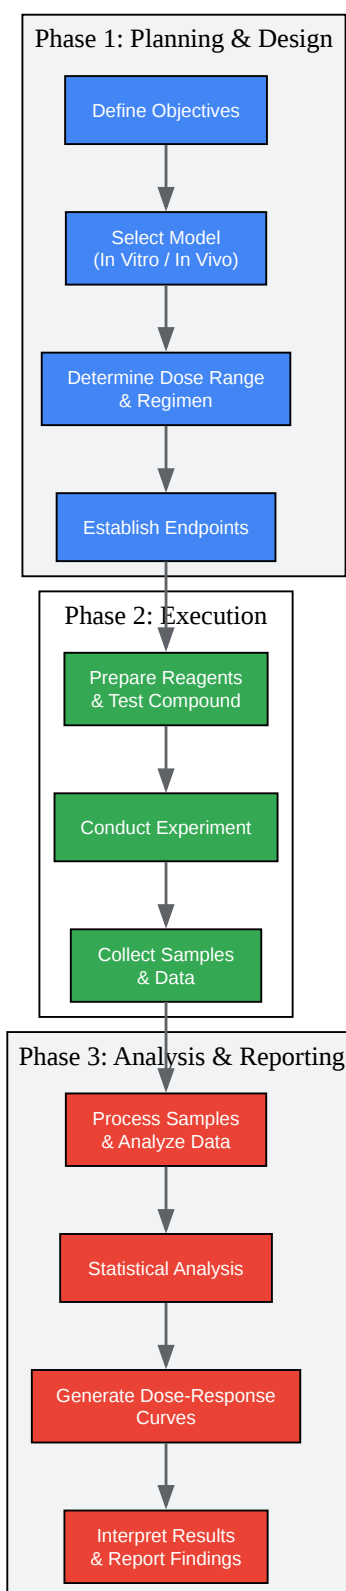 Phase 1: Planning & Design
Define Objectives
Select Model
(In Vitro / In Vivo)
Determine Dose Range
& Regimen
Establish Endpoints
Phase 2: Execution
Prepare Reagents
& Test Compound
Conduct Experiment
Collect Samples
& Data
Phase 3: Analysis & Reporting
Process Samples
& Analyze Data
Statistical Analysis
Generate Dose-Response
Curves
Interpret Results
& Report Findings